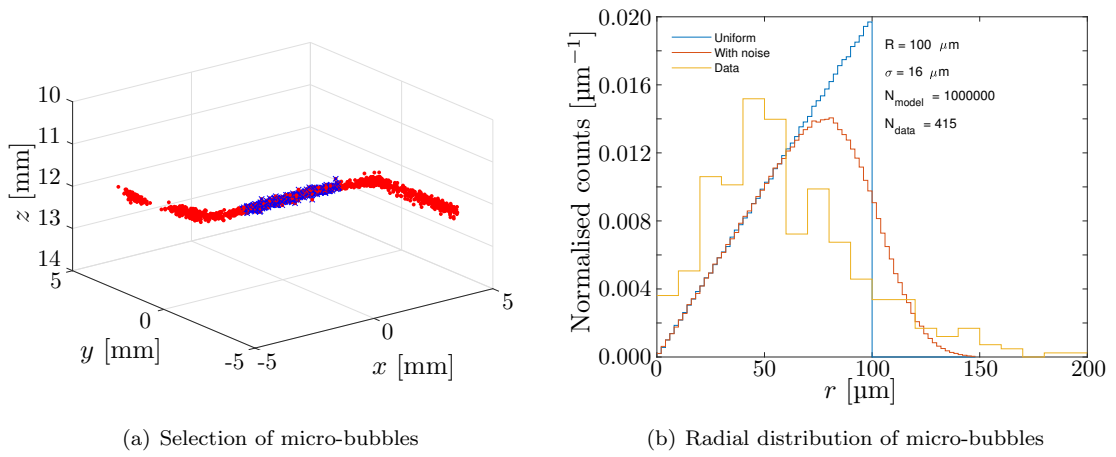 10
11
12
13
14
z [mm]
5
0
-5
y [mm]
-5
0
5
x [mm]
(a) Selection of micro-bubbles
0.020
0.016
0.012
0.008
0.004
0.000
Normalised counts [µm⁻¹]
Uniform
With noise
Data
R = 100 µm
σ = 16 µm
N_model = 1000000
N_data = 415
0
50
100
150
200
r [µm]
(b) Radial distribution of micro-bubbles